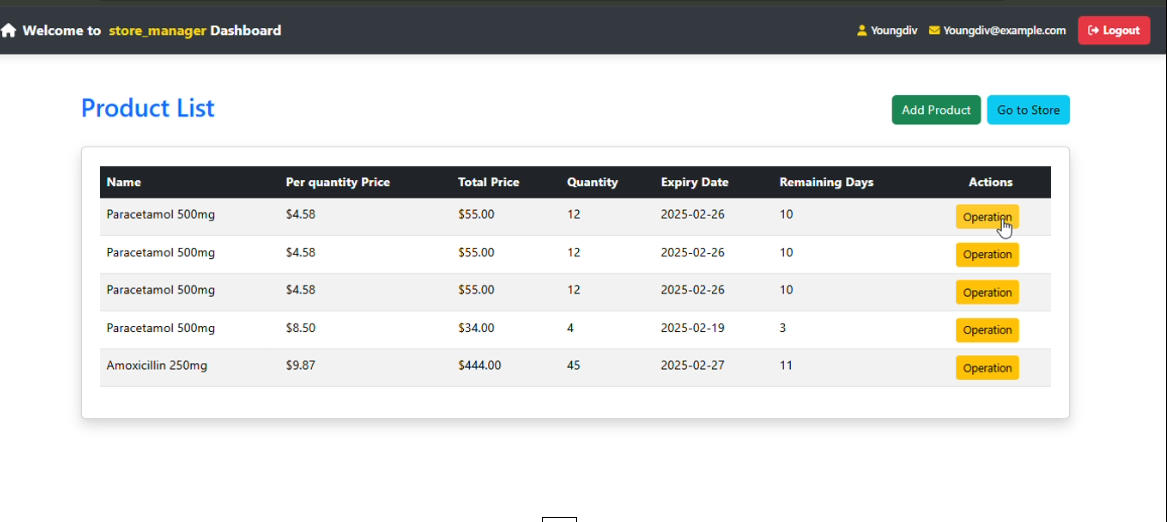 Welcome to store_manager Dashboard Youngdiv Youngdiv@example.com Logout
Product List Add Product Go to Store
Name Per quantity Price Total Price Quantity Expiry Date Remaining Days Actions
Paracetamol 500mg $4.58 $55.00 12 2025-02-26 10 Operation
Paracetamol 500mg $4.58 $55.00 12 2025-02-26 10 Operation
Paracetamol 500mg $4.58 $55.00 12 2025-02-26 10 Operation
Paracetamol 500mg $8.50 $34.00 4 2025-02-19 3 Operation
Amoxicillin 250mg $9.87 $444.00 45 2025-02-27 11 Operation